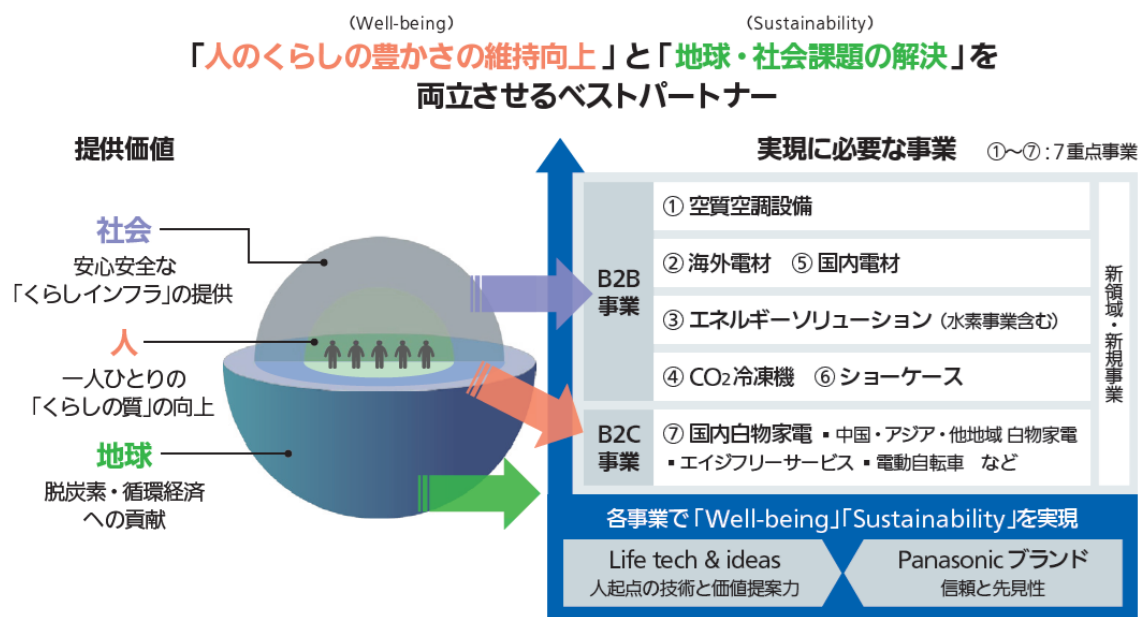 (Well-being) (Sustainability)
「人のくらしの豊かさの維持向上」と「地球・社会課題の解決」を
両立させるベストパートナー
提供価値
社会
安心安全な
「くらしインフラ」の提供
人
一人ひとりの
「くらしの質」の向上
地球
脱炭素・循環経済
への貢献
実現に必要な事業 ①～⑦：7重点事業
B2B
事業
① 空質空調設備
② 海外電材 ⑤ 国内電材
③ エネルギーソリューション（水素事業含む）
④ CO2冷凍機 ⑥ ショーケース
B2C
事業
⑦ 国内白物家電 ▪ 中国・アジア・他地域 白物家電
▪ エイジフリーサービス ▪ 電動自転車 など
新領域・新規事業
各事業で「Well-being」「Sustainability」を実現
Life tech & ideas
人起点の技術と価値提案力
Panasonic ブランド
信頼と先見性